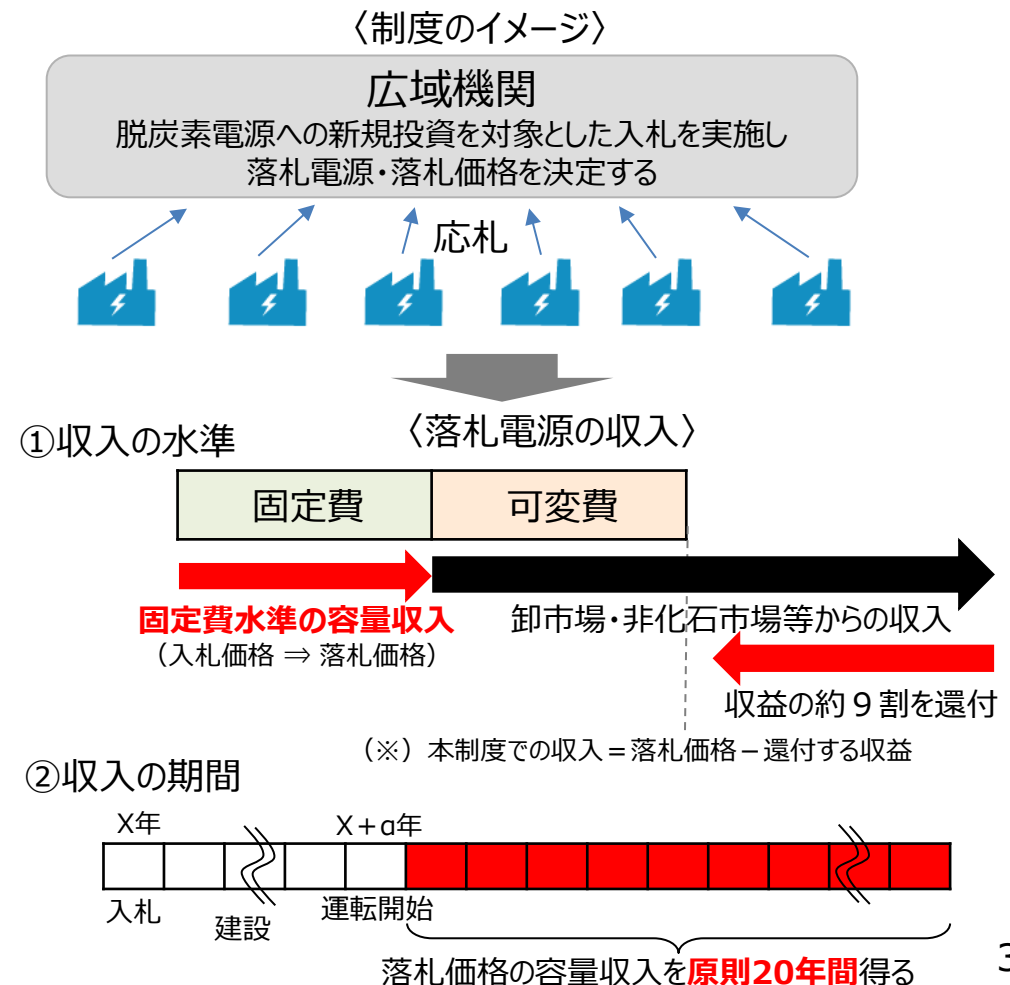 〈制度のイメージ〉
広域機関
脱炭素電源への新規投資を対象とした入札を実施し
落札電源・落札価格を決定する
応札
〈落札電源の収入〉
①収入の水準
固定費
可変費
固定費水準の容量収入
（入札価格 ⇒ 落札価格）
卸市場・非化石市場等からの収入
収益の約９割を還付
（※）本制度での収入＝落札価格－還付する収益
②収入の期間
X年
X＋α年
入札
建設
運転開始
落札価格の容量収入を原則20年間得る